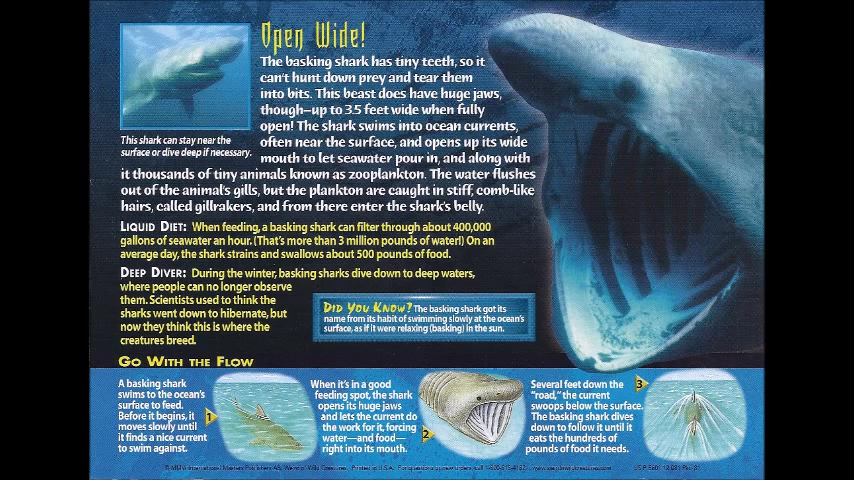 Open Wide!
The basking shark has tiny teeth, so it
can't hunt down prey and tear them
into bits. This beast does have huge jaws,
though—up to 3.5 feet wide when fully
open! The shark swims into ocean currents,
often near the surface, and opens up its wide
mouth to let seawater pour in, and along with
it thousands of tiny animals known as zooplankton. The water flushes
out of the animal's gills, but the plankton are caught in stiff, comb-like
hairs, called gillrakers, and from there enter the shark's belly.
This shark can stay near the
surface or dive deep if necessary.
LIQUID DIET: When feeding, a basking shark can filter through about 400,000
gallons of seawater an hour. (That's more than 3 million pounds of water!) On an
average day, the shark strains and swallows about 500 pounds of food.
DEEP DIVER: During the winter, basking sharks dive down to deep waters,
where people can no longer observe
them. Scientists used to think the
sharks went down to hibernate, but
now they think this is where the
creatures breed.
DID YOU KNOW? The basking shark got its
name from its habit of swimming slowly at the ocean's
surface, as if it were relaxing (basking) in the sun.
GO WITH THE FLOW
A basking shark
swims to the ocean's
surface to feed.
Before it begins, it
moves slowly until
it finds a nice current
to swim against.
1
When it's in a good
feeding spot, the shark
opens its huge jaws
and lets the current do
the work for it, forcing
water—and food—
right into its mouth.
2
Several feet down the
"road," the current
swoops below the surface.
The basking shark dives
down to follow it until it
eats the hundreds of
pounds of food it needs.
3
International Masters Publishers AB, Printed in U.S.A.